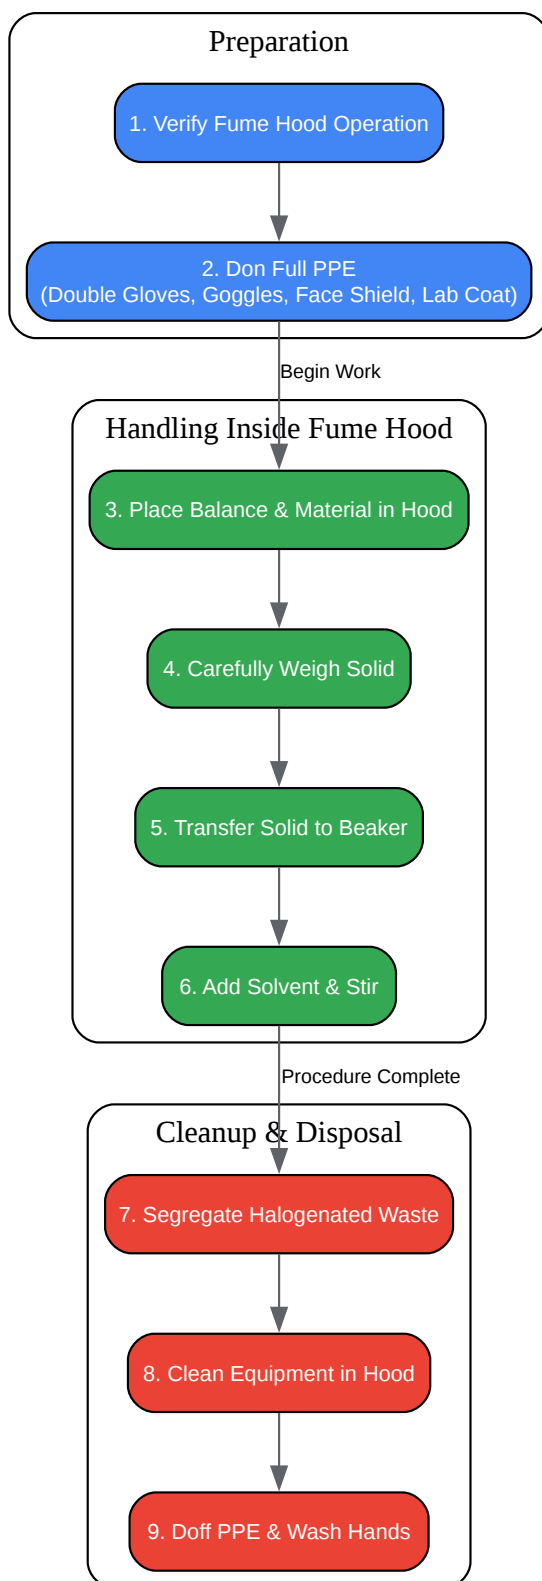 Preparation
1. Verify Fume Hood Operation
2. Don Full PPE
(Double Gloves, Goggles, Face Shield, Lab Coat)
Begin Work
Handling Inside Fume Hood
3. Place Balance & Material in Hood
4. Carefully Weigh Solid
5. Transfer Solid to Beaker
6. Add Solvent & Stir
Procedure Complete
Cleanup & Disposal
7. Segregate Halogenated Waste
8. Clean Equipment in Hood
9. Doff PPE & Wash Hands